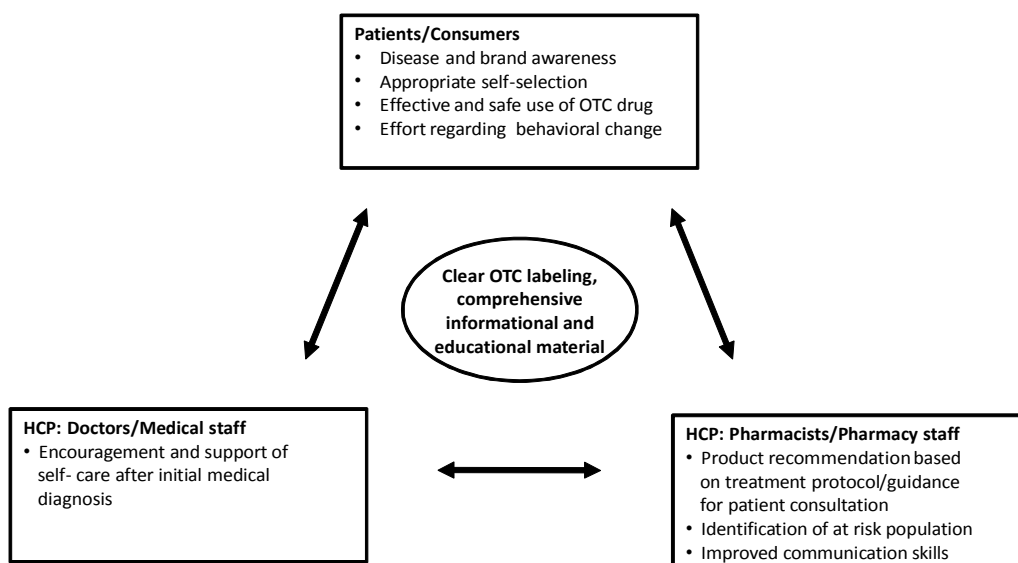 Patients/Consumers
• Disease and brand awareness
• Appropriate self-selection
• Effective and safe use of OTC drug
• Effort regarding behavioral change
Clear OTC labeling,
comprehensive
informational and
educational material
HCP: Doctors/Medical staff
• Encouragement and support of
self- care after initial medical
diagnosis
HCP: Pharmacists/Pharmacy staff
• Product recommendation based
on treatment protocol/guidance
for patient consultation
• Identification of at risk population
• Improved communication skills